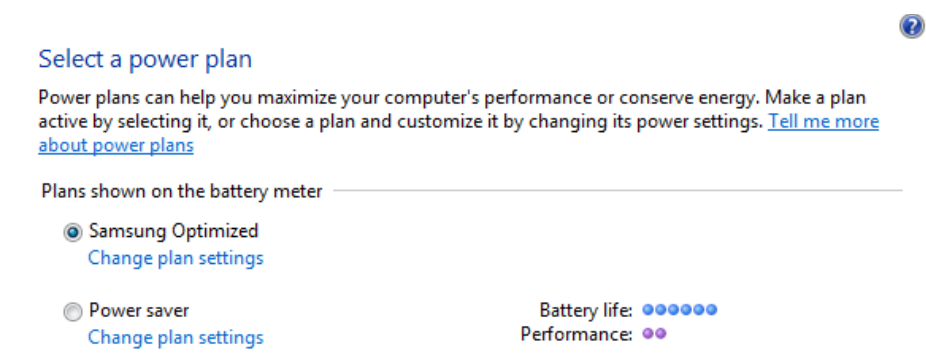 Select a power plan
Power plans can help you maximize your computer's performance or conserve energy. Make a plan
active by selecting it, or choose a plan and customize it by changing its power settings. Tell me more
about power plans
Plans shown on the battery meter
Samsung Optimized
Change plan settings
Power saver
Battery life:
Change plan settings
Performance: